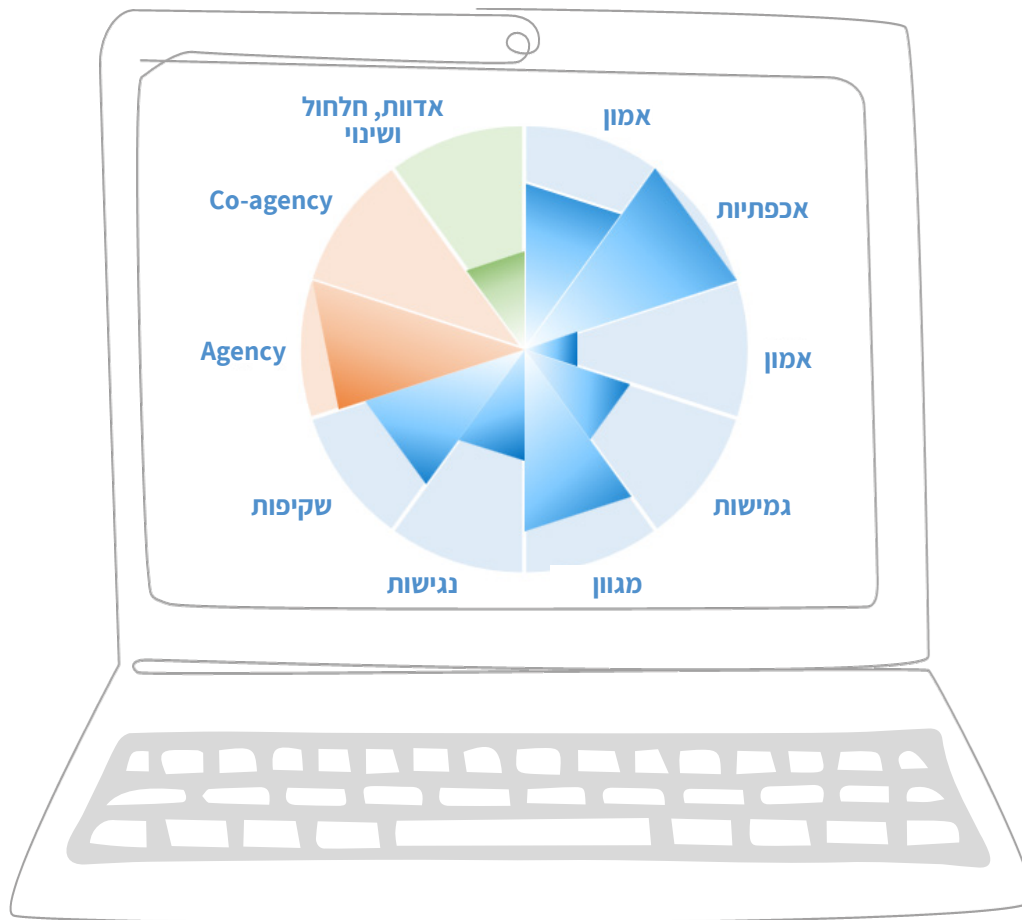 אדוות, חלחול
ושינוי
אמון
Co-agency
אכפתיות
Agency
אמון
שקיפות
גמישות
נגישות
מגוון